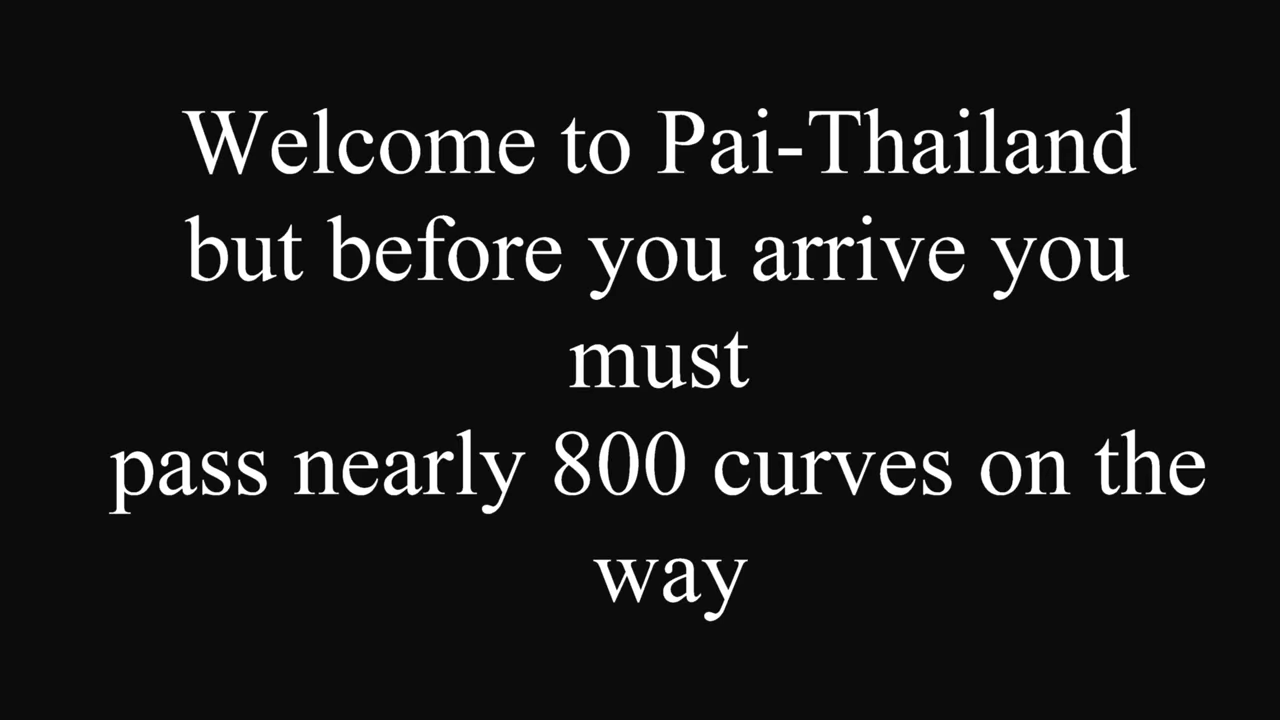 Welcome to Pai-Thailand
but before you arrive you
must
pass nearly 800 curves on the
way